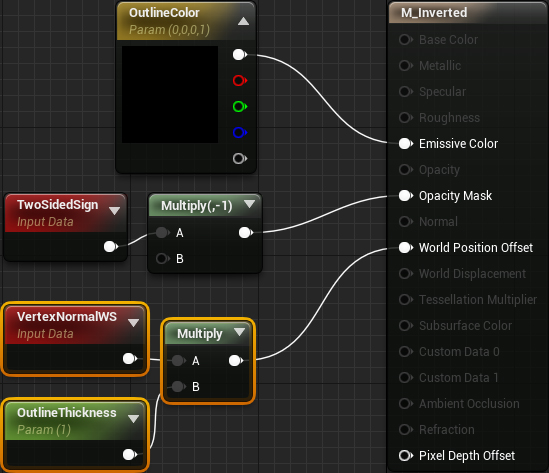 OutlineColor
Param (0,0,0,1)
TwoSidedSign
Input Data
Multiply(,-1)
A
B
VertexNormalWS
Input Data
Multiply
A
B
OutlineThickness
Param (1)
M_Inverted
Base Color
Metallic
Specular
Roughness
Emissive Color
Opacity
Opacity Mask
Normal
World Position Offset
World Displacement
Tessellation Multiplier
Subsurface Color
Custom Data 0
Custom Data 1
Ambient Occlusion
Refraction
Pixel Depth Offset